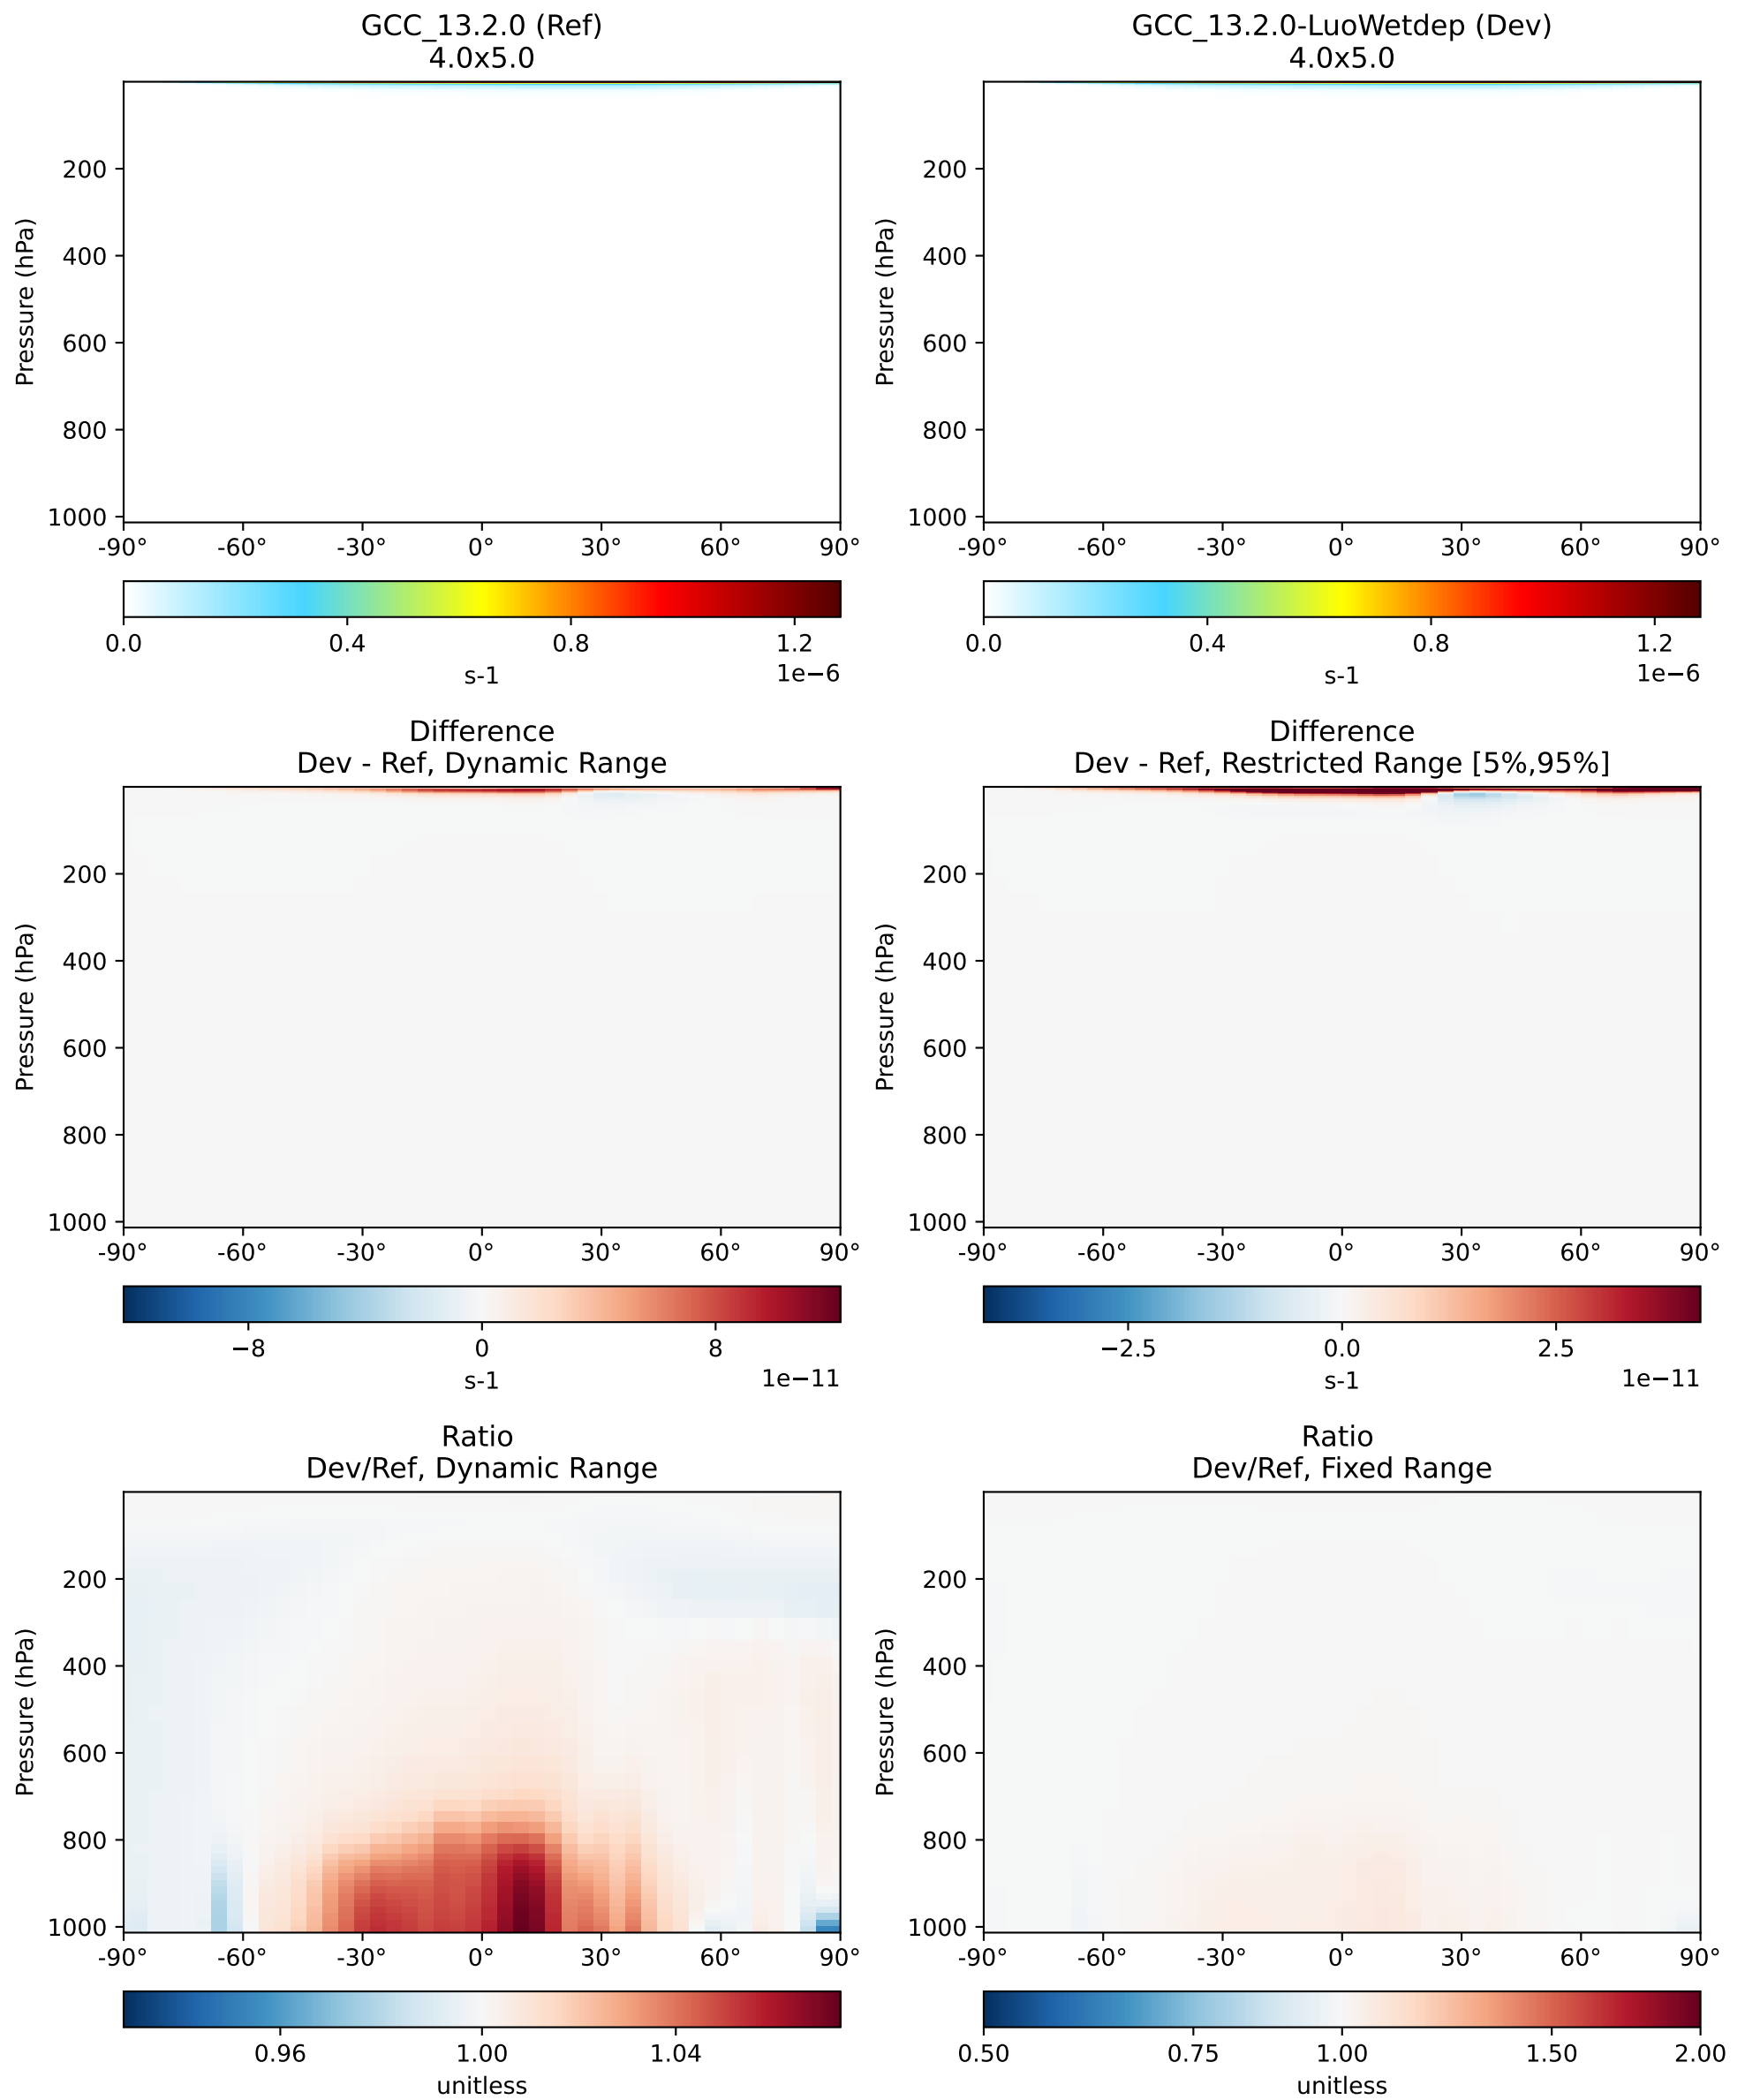 GCC_13.2.0 (Ref)
4.0x5.0
Pressure (hPa)
200
400
600
800
1000
-90° -60° -30° 0° 30° 60° 90°
0.0 0.4 0.8 1.2
s-1
1e−6
GCC_13.2.0-LuoWetdep (Dev)
4.0x5.0
Pressure (hPa)
200
400
600
800
1000
-90° -60° -30° 0° 30° 60° 90°
0.0 0.4 0.8 1.2
s-1
1e−6
Difference
Dev - Ref, Dynamic Range
Pressure (hPa)
200
400
600
800
1000
-90° -60° -30° 0° 30° 60° 90°
−8 0 8
s-1
1e−11
Difference
Dev - Ref, Restricted Range [5%,95%]
Pressure (hPa)
200
400
600
800
1000
-90° -60° -30° 0° 30° 60° 90°
−2.5 0.0 2.5
s-1
1e−11
Ratio
Dev/Ref, Dynamic Range
Pressure (hPa)
200
400
600
800
1000
-90° -60° -30° 0° 30° 60° 90°
0.96 1.00 1.04
unitless
Ratio
Dev/Ref, Fixed Range
Pressure (hPa)
200
400
600
800
1000
-90° -60° -30° 0° 30° 60° 90°
0.50 0.75 1.00 1.50 2.00
unitless